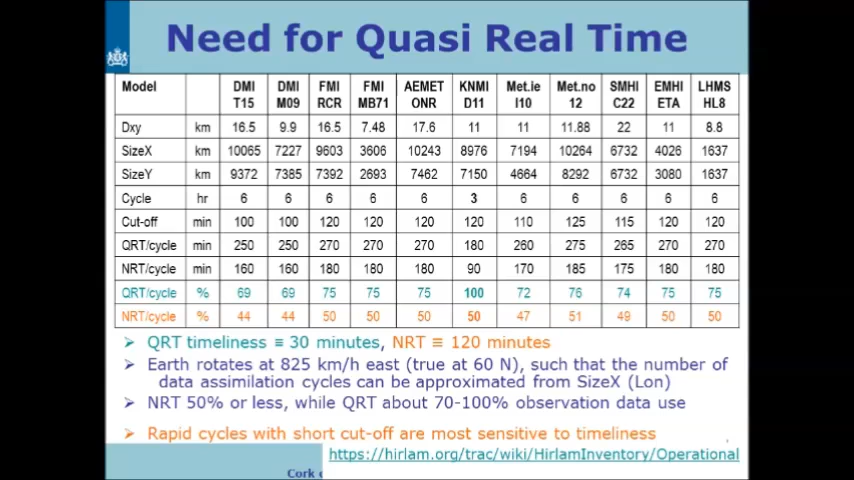 Need for Quasi Real Time
Model DMI T15 DMI M09 FMI RCR FMI MB71 AEMET ONR KNMI D11 Met.ie I10 Met.no 12 SMHI C22 EMHI ETA LHMS HL8
Dxy km 16.5 9.9 16.5 7.48 17.6 11 11 11.88 22 11 8.8
SizeX km 10065 7227 9603 3606 10243 8976 7194 10264 6732 4026 1637
SizeY km 9372 7385 7392 2693 7462 7150 4664 8292 6732 3080 1637
Cycle hr 6 6 6 6 6 3 6 6 6 6 6
Cut-off min 100 100 120 120 120 120 110 125 115 120 120
QRT/cycle min 250 250 270 270 270 180 260 275 265 270 270
NRT/cycle min 160 160 180 180 180 90 170 185 175 180 180
QRT/cycle % 69 69 75 75 75 100 72 76 74 75 75
NRT/cycle % 44 44 50 50 50 50 47 51 49 50 50
➢ QRT timeliness ≡ 30 minutes, NRT ≡ 120 minutes
➢ Earth rotates at 825 km/h east (true at 60 N), such that the number of
data assimilation cycles can be approximated from SizeX (Lon)
➢ NRT 50% or less, while QRT about 70-100% observation data use
➢ Rapid cycles with short cut-off are most sensitive to timeliness
https://hirlam.org/trac/wiki/HirlamInventory/Operational
Cork